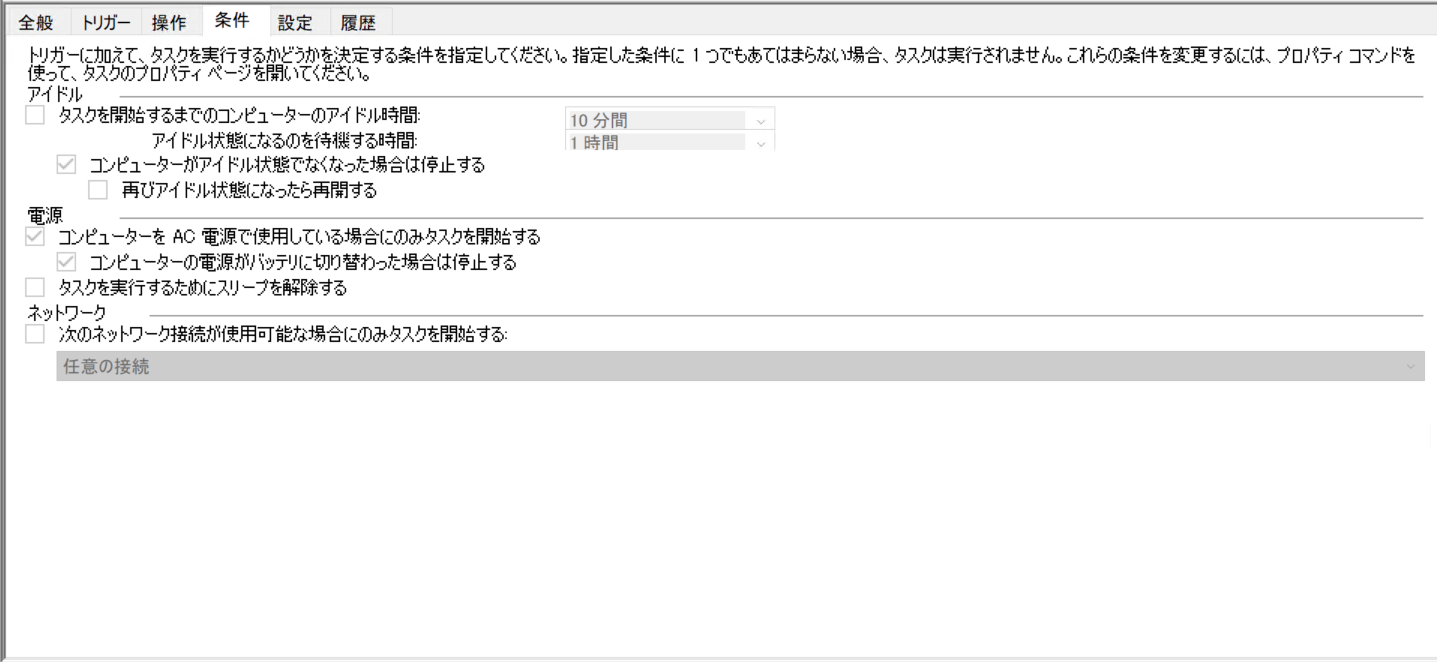 全般 トリガー 操作 条件 設定 履歴
トリガーに加えて、タスクを実行するかどうかを決定する条件を指定してください。指定した条件に 1 つでもあてはまらない場合、タスクは実行されません。これらの条件を変更するには、プロパティ コマンドを
使って、タスクのプロパティ ページを開いてください。
アイドル
タスクを開始するまでのコンピューターのアイドル時間: 10 分間
アイドル状態になるのを待機する時間: 1 時間
コンピューターがアイドル状態でなくなった場合は停止する
再びアイドル状態になったら再開する
電源
コンピューターを AC 電源で使用している場合にのみタスクを開始する
コンピューターの電源がバッテリに切り替わった場合は停止する
タスクを実行するためにスリープを解除する
ネットワーク
次のネットワーク接続が使用可能な場合にのみタスクを開始する:
任意の接続